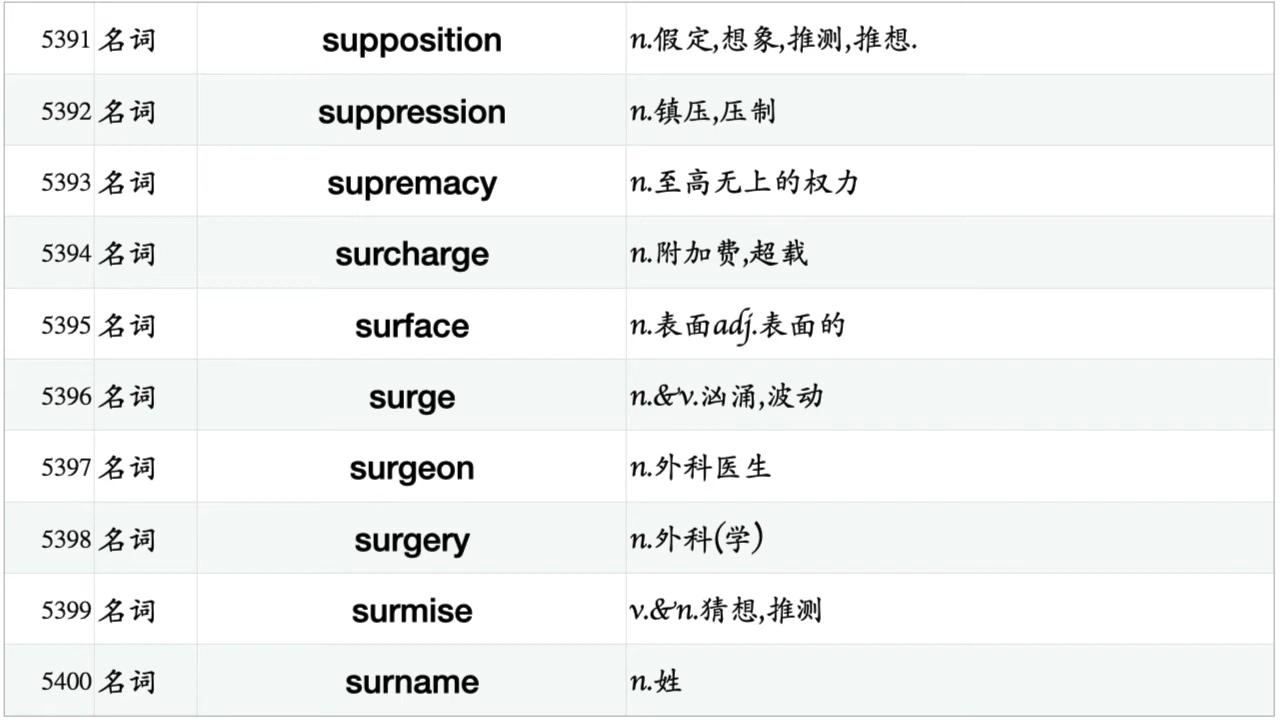 5391 名词 supposition n.假定,想象,推测,推想.
5392 名词 suppression n.镇压,压制
5393 名词 supremacy n.至高无上的权力
5394 名词 surcharge n.附加费,超载
5395 名词 surface n.表面adj.表面的
5396 名词 surge n.&v.汹涌,波动
5397 名词 surgeon n.外科医生
5398 名词 surgery n.外科(学)
5399 名词 surmise v.&n.猜想,推测
5400 名词 surname n.姓